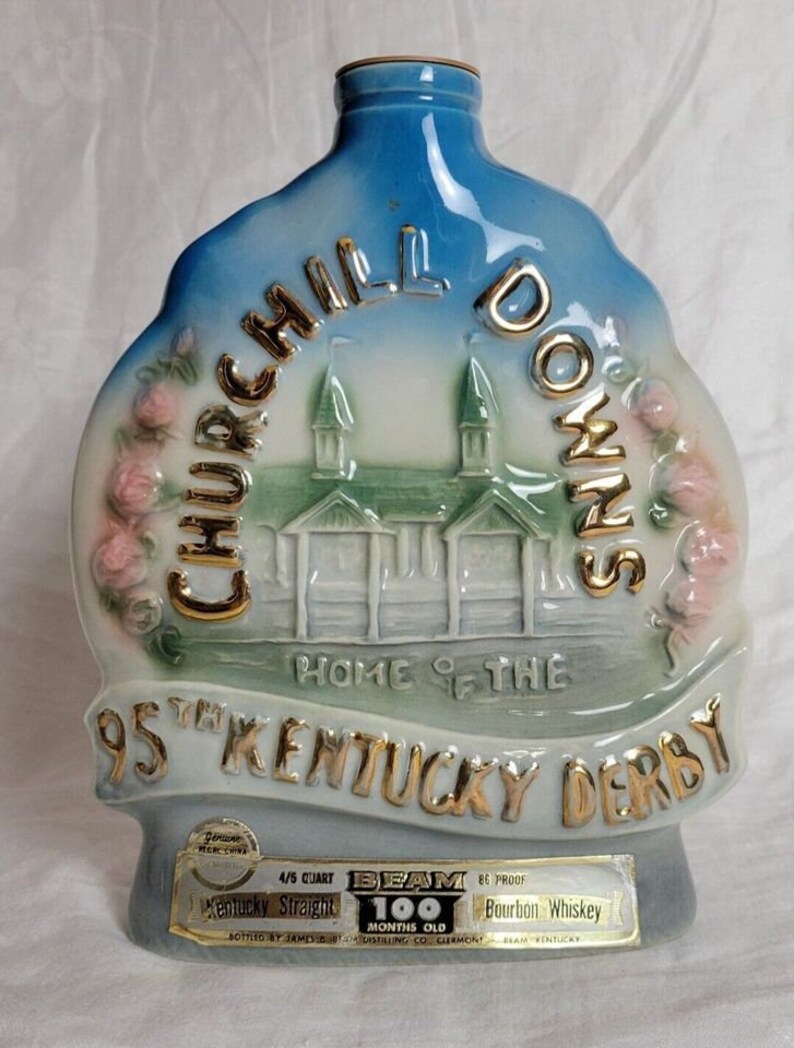 CHURCHILL DOWNS
HOME OF THE
95TH KENTUCKY DERBY
Genuine
REGAL CHINA
4/5 QUART BEAM 86 PROOF
Kentucky Straight 100 Bourbon Whiskey
MONTHS OLD
BOTTLED BY JAMES B. BEAM DISTILLING CO. CLERMONT - BEAM, KENTUCKY